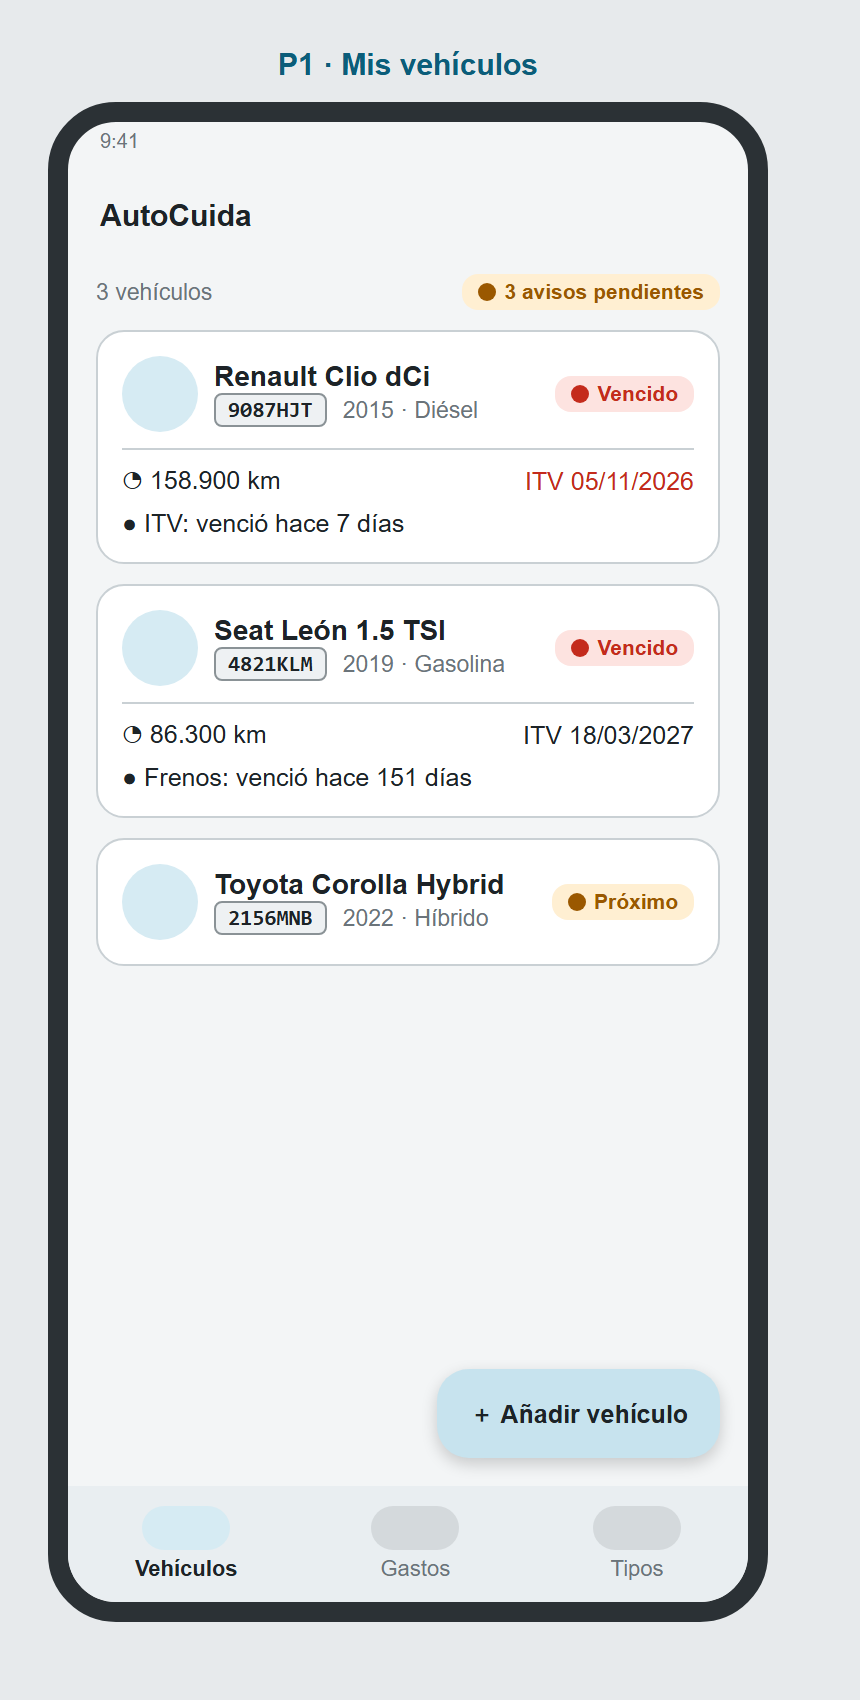 P1 · Mis vehículos
9:41
AutoCuida
3 vehículos
3 avisos pendientes
Renault Clio dCi
Vencido
9087HJT 2015 · Diésel
158.900 km
ITV 05/11/2026
● ITV: venció hace 7 días
Seat León 1.5 TSI
Vencido
4821KLM 2019 · Gasolina
86.300 km
ITV 18/03/2027
● Frenos: venció hace 151 días
Toyota Corolla Hybrid
Próximo
2156MNB 2022 · Híbrido
+ Añadir vehículo
Vehículos
Gastos
Tipos